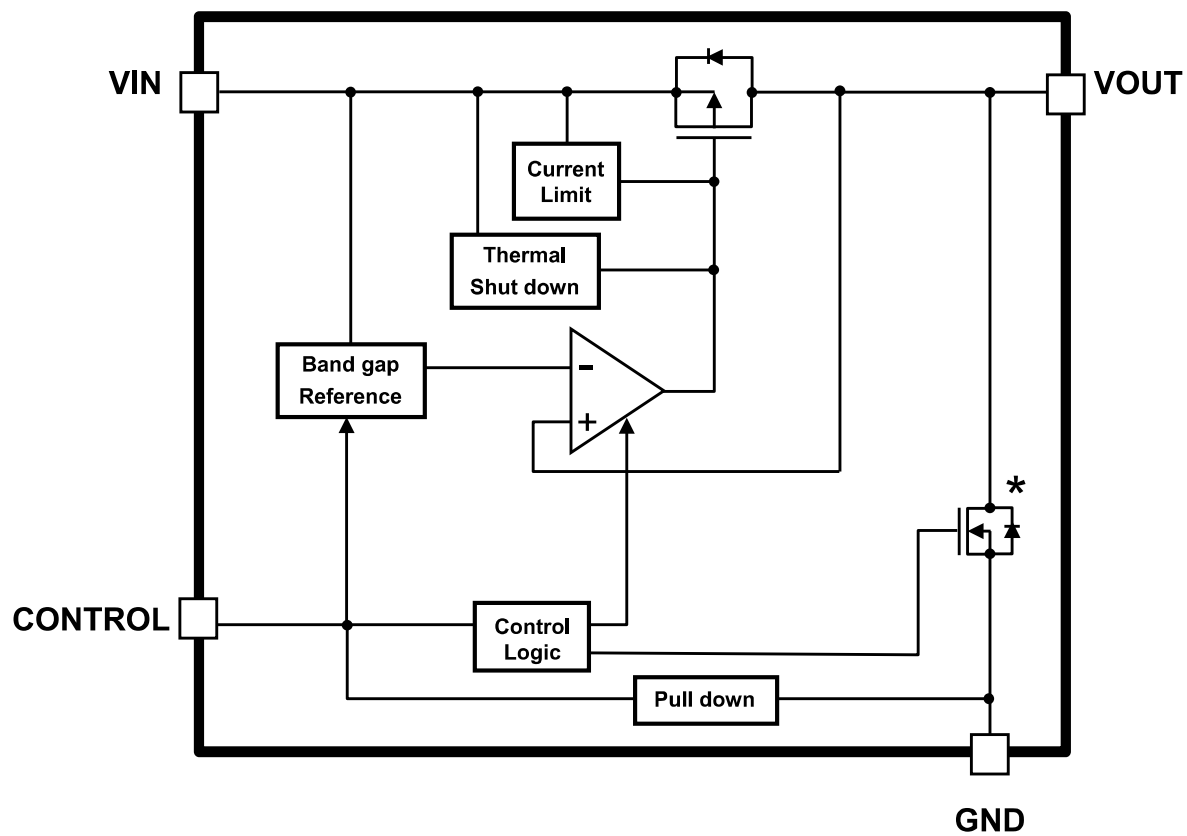 VIN
VOUT
Current
Limit
Thermal
Shut down
Band gap
Reference
-
+
*
CONTROL
Control
Logic
Pull down
GND